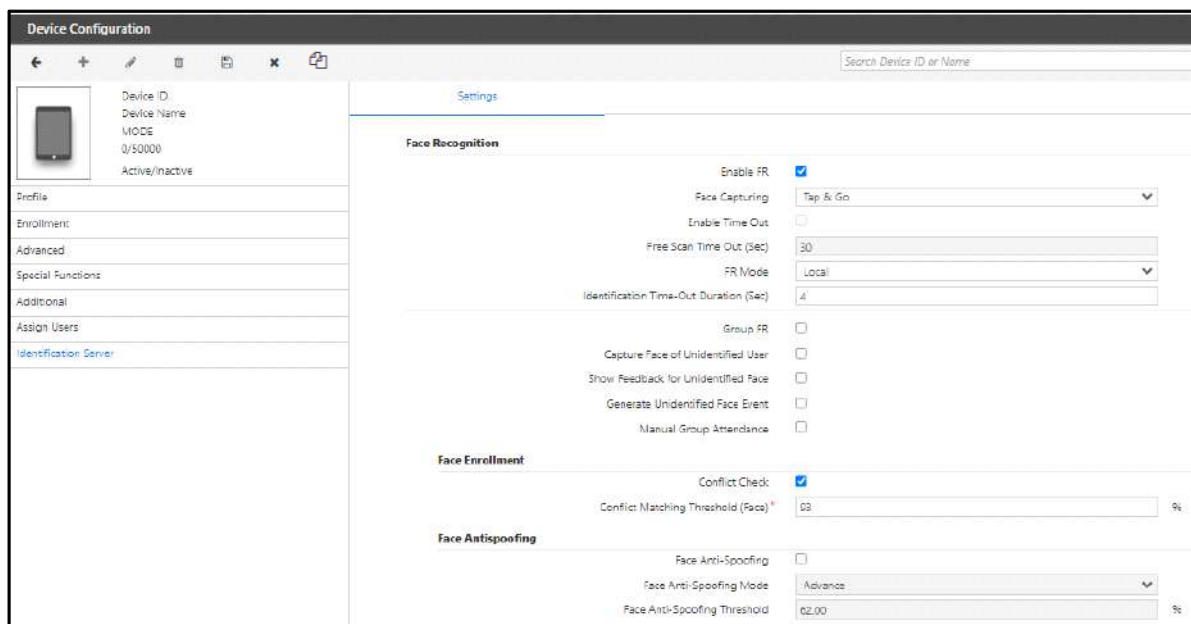 Device Configuration
Search Device ID or Name
Device ID
Device Name
MODE
0/50000
Active/Inactive
Profile
Enrollment
Advanced
Special Functions
Additional
Assign Users
Identification Server
Settings
Face Recognition
Enable FR
Face Capturing Tap & Go
Enable Time Out
Free Scan Time Out (Sec) 30
FR Mode Local
Identification Time-Out Duration (Sec) 4
Group FR
Capture Face of Unidentified User
Show Feedback for Unidentified Face
Generate Unidentified Face Event
Manual Group Attendance
Face Enrollment
Conflict Check
Conflict Matching Threshold (Face)* 93 %
Face Antispoofing
Face Anti-Spoofing
Face Anti-Spoofing Mode Advance
Face Anti-Spoofing Threshold 62.00 %